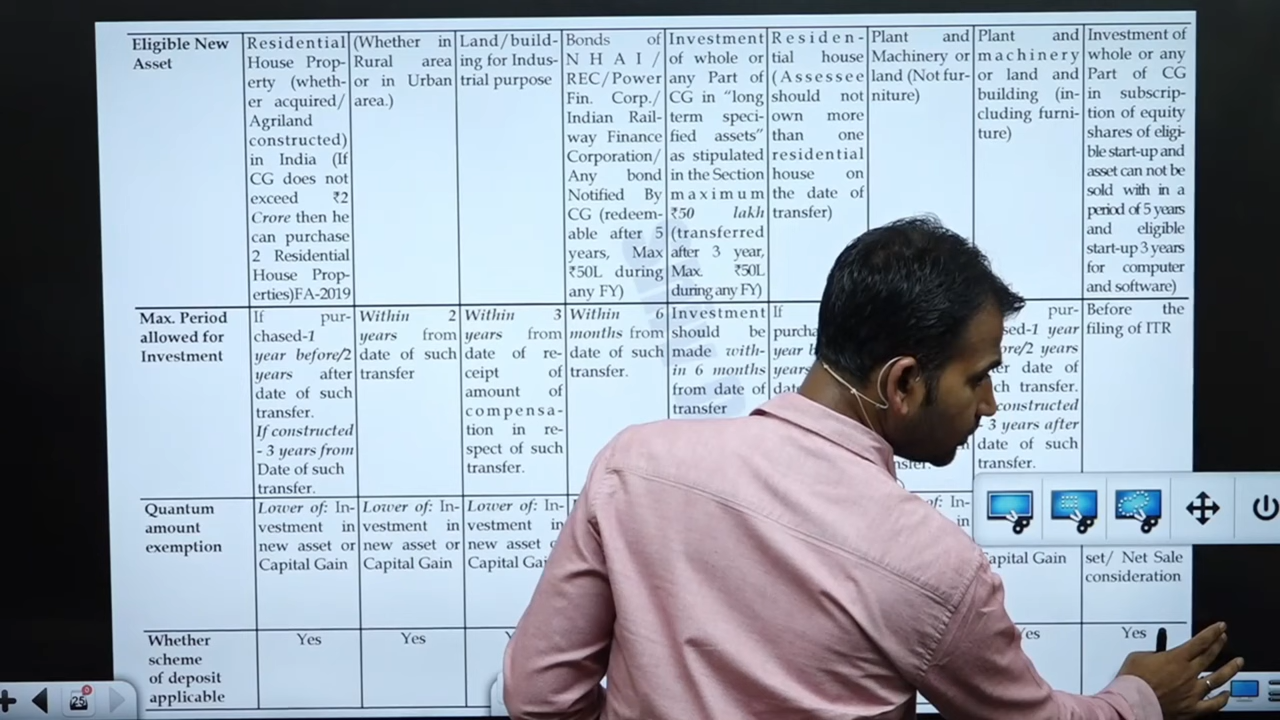 Eligible New
Asset
Residential
House Prop-
erty (wheth-
er acquired/
Agriland
constructed)
in India (If
CG does not
exceed ₹2
Crore then he
can purchase
2 Residential
House Prop-
erties)FA-2019
(Whether in
Rural area
or in Urban
area.)
Land/build-
ing for Indus-
trial purpose
Bonds of
NHAI/
REC/Power
Fin. Corp./
Indian Rail-
way Finance
Corporation/
Any bond
Notified By
CG (redeem-
able after 5
years, Max
₹50L during
any FY)
Investment
of whole or
any Part of
CG in “long
term speci-
fied assets”
as stipulated
in the Section
maximum
₹50 lakh
(transferred
after 3 year,
Max. ₹50L
during any FY)
Residen-
tial house
(Assessee
should not
own more
than one
residential
house on
the date of
transfer)
Plant and
Machinery or
land (Not fur-
niture)
Plant and
machinery
or land and
building (in-
cluding furni-
ture)
Investment of
whole or any
Part of CG
in subscrip-
tion of equity
shares of eligi-
ble start-up and
asset can not be
sold with in a
period of 5 years
and eligible
start-up 3 years
for computer
and software)
Max. Period
allowed for
Investment
If pur-
chased-1
year before/2
years after
date of such
transfer.
If constructed
- 3 years from
Date of such
transfer.
Within 2
years from
date of such
transfer
Within 3
years from
date of re-
ceipt of
amount of
compensa-
tion in re-
spect of such
transfer.
Within 6
months from
date of such
transfer.
Investment
should be
made with-
in 6 months
from date of
transfer
If
pur-
1 year
2 years
date of
transfer.
constructed
- 3 years after
date of such
transfer.
Before the
filing of ITR
Quantum
amount
exemption
Lower of: In-
vestment in
new asset or
Capital Gain
Lower of: In-
vestment in
new asset or
Capital Gain
Lower of: In-
vestment in
new asset
Capital
of: In-
in
Capital Gain
set/ Net Sale
consideration
Whether
scheme
of deposit
applicable
Yes
Yes
Yes
Yes
25